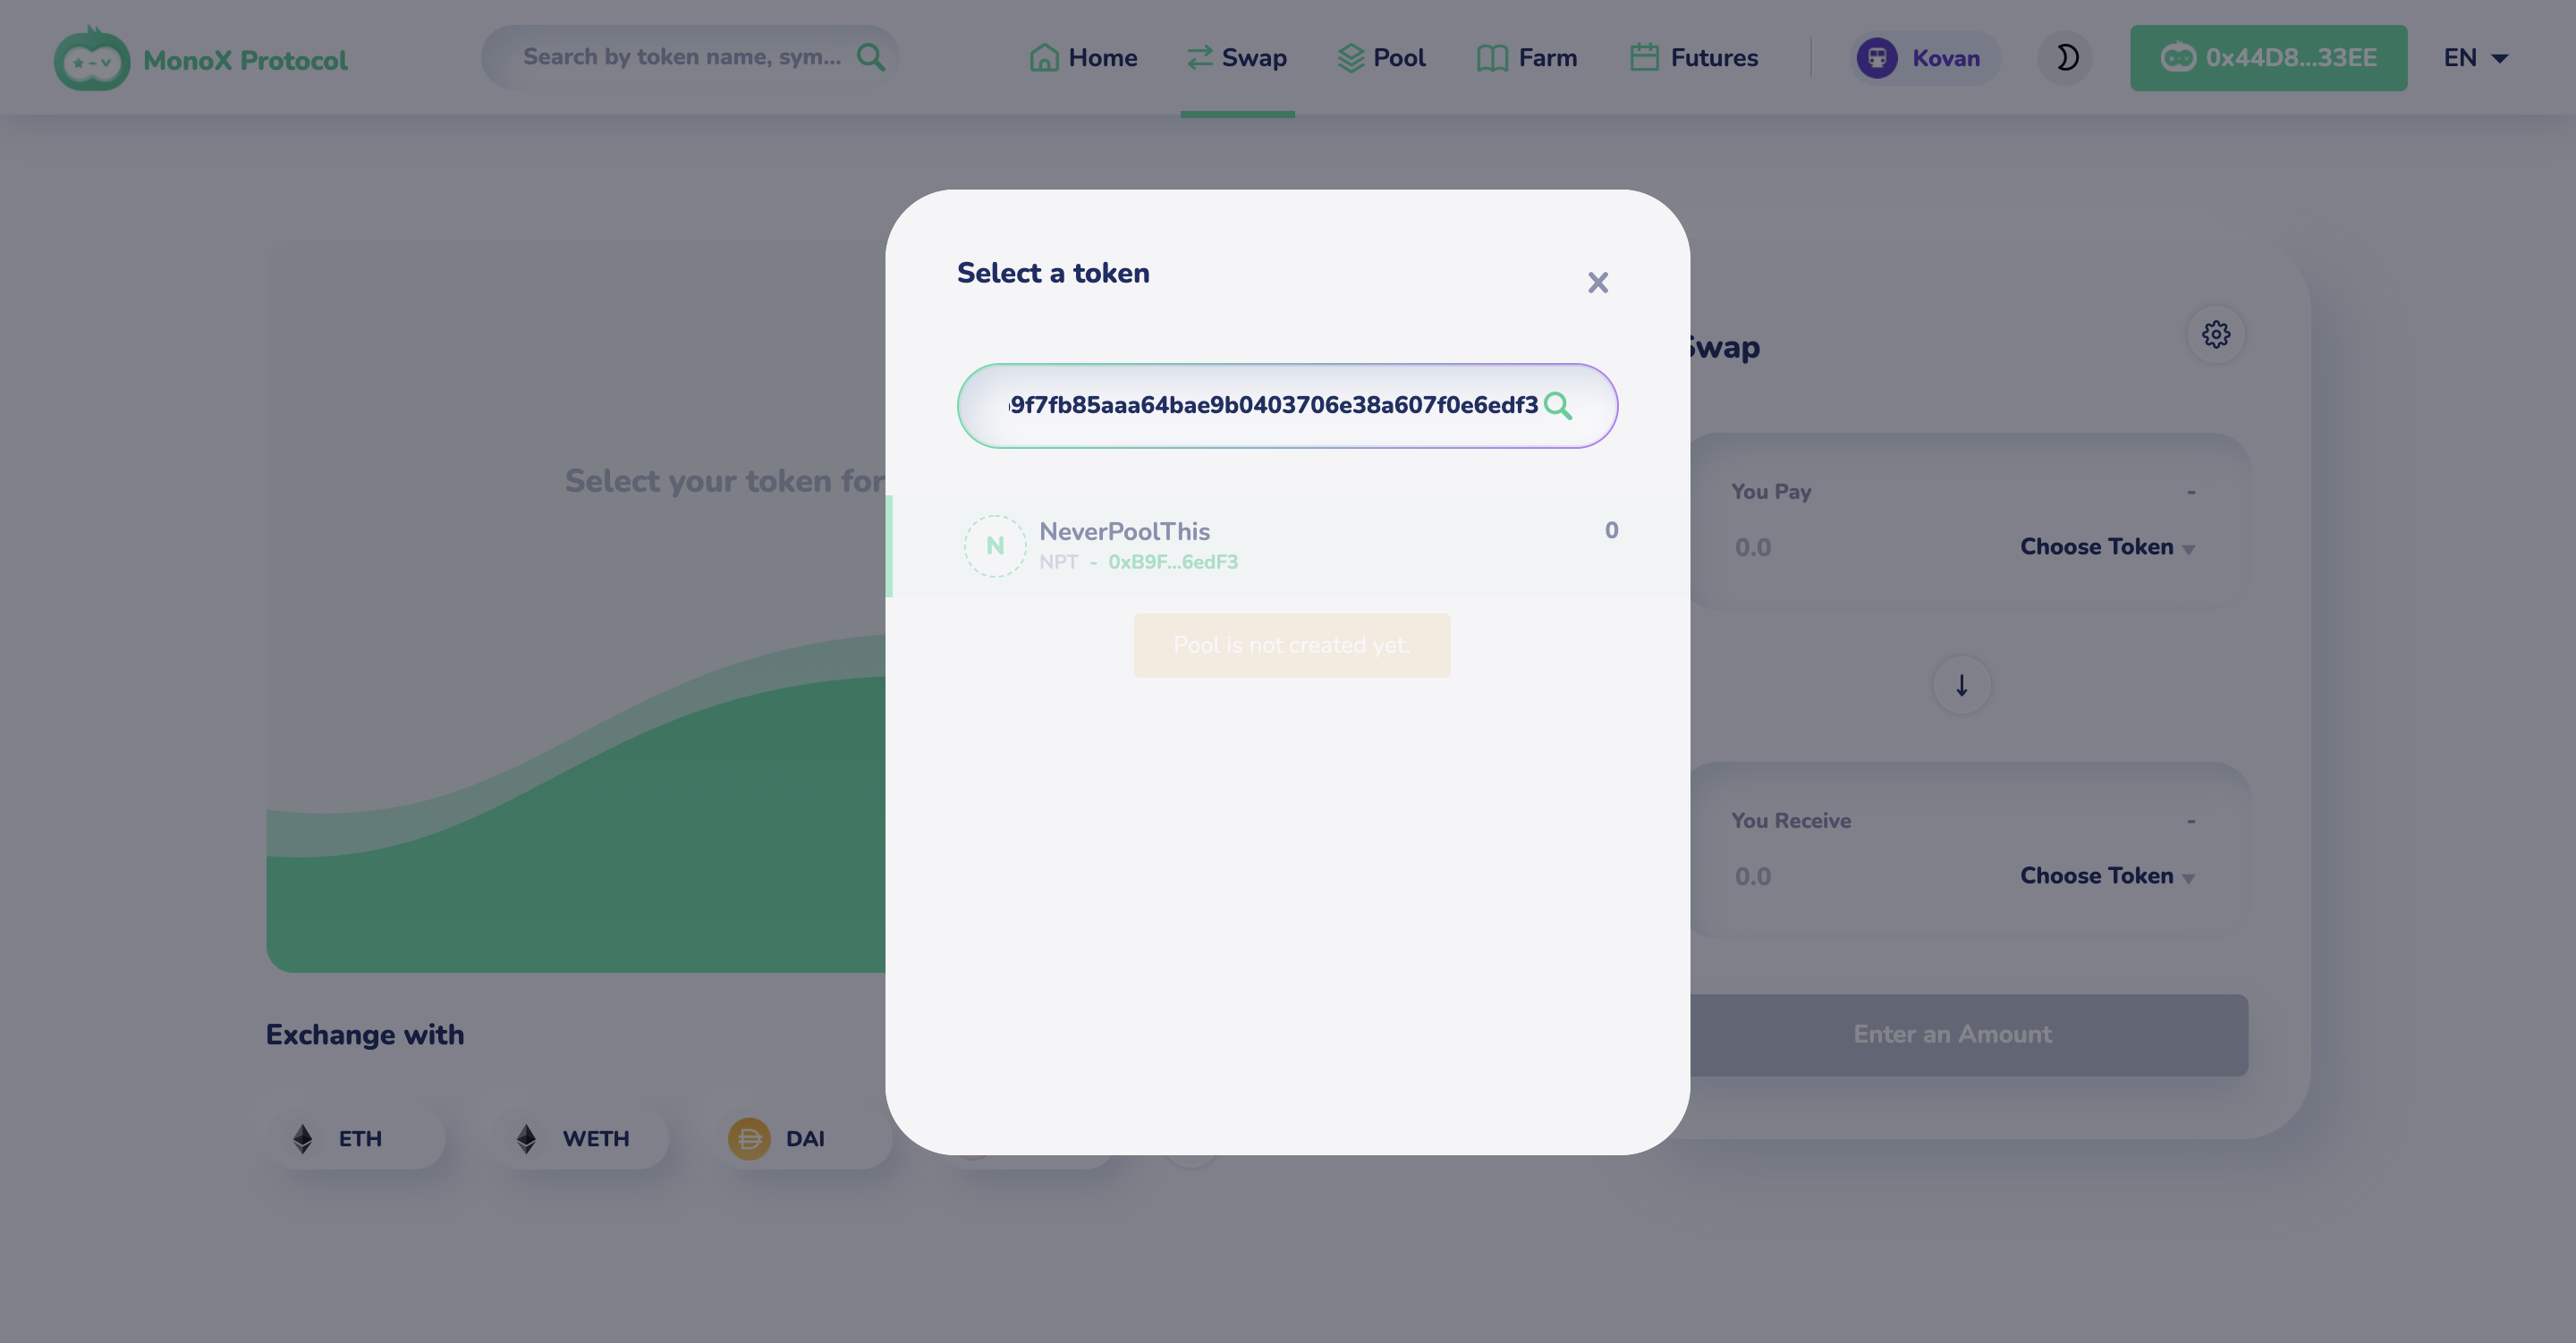 MonoX Protocol
Search by token name, sym...
Home
Swap
Pool
Farm
Futures
Kovan
0x44D8...33EE
EN
Select a token
9f7fb85aaa64bae9b0403706e38a607f0e6edf3
N
NeverPoolThis
0
NPT - 0xB9F...6edF3
Pool is not created yet.
Select your token for
Swap
You Pay
-
0.0
Choose Token
You Receive
-
0.0
Choose Token
Enter an Amount
Exchange with
ETH
WETH
DAI